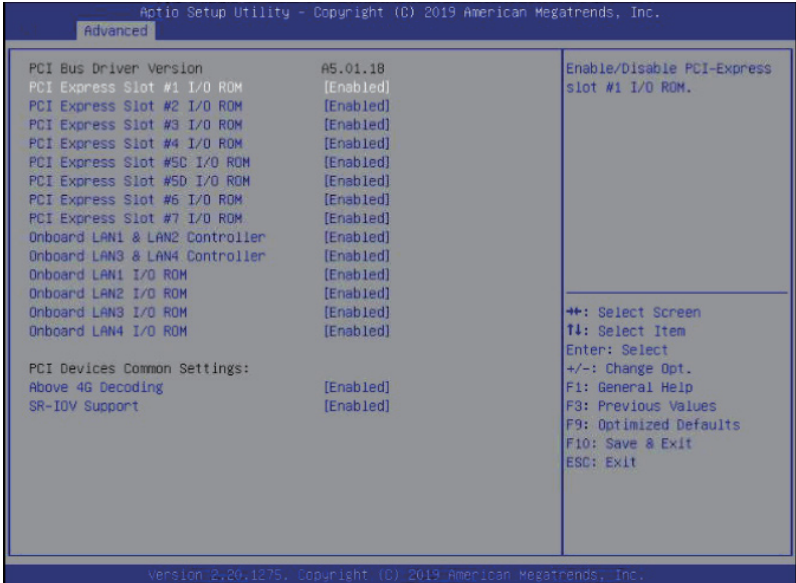 Aptio Setup Utility - Copyright (C) 2019 American Megatrends, Inc.
Advanced
PCI Bus Driver Version A5.01.18
PCI Express Slot #1 I/O ROM [Enabled]
PCI Express Slot #2 I/O ROM [Enabled]
PCI Express Slot #3 I/O ROM [Enabled]
PCI Express Slot #4 I/O ROM [Enabled]
PCI Express Slot #5C I/O ROM [Enabled]
PCI Express Slot #5D I/O ROM [Enabled]
PCI Express Slot #6 I/O ROM [Enabled]
PCI Express Slot #7 I/O ROM [Enabled]
Onboard LAN1 & LAN2 Controller [Enabled]
Onboard LAN3 & LAN4 Controller [Enabled]
Onboard LAN1 I/O ROM [Enabled]
Onboard LAN2 I/O ROM [Enabled]
Onboard LAN3 I/O ROM [Enabled]
Onboard LAN4 I/O ROM [Enabled]
PCI Devices Common Settings:
Above 4G Decoding [Enabled]
SR-IOV Support [Enabled]
Enable/Disable PCI-Express
slot #1 I/O ROM.
→←: Select Screen
↑↓: Select Item
Enter: Select
+/-: Change Opt.
F1: General Help
F3: Previous Values
F9: Optimized Defaults
F10: Save & Exit
ESC: Exit
Version 2.20.1275. Copyright (C) 2019 American Megatrends, Inc.